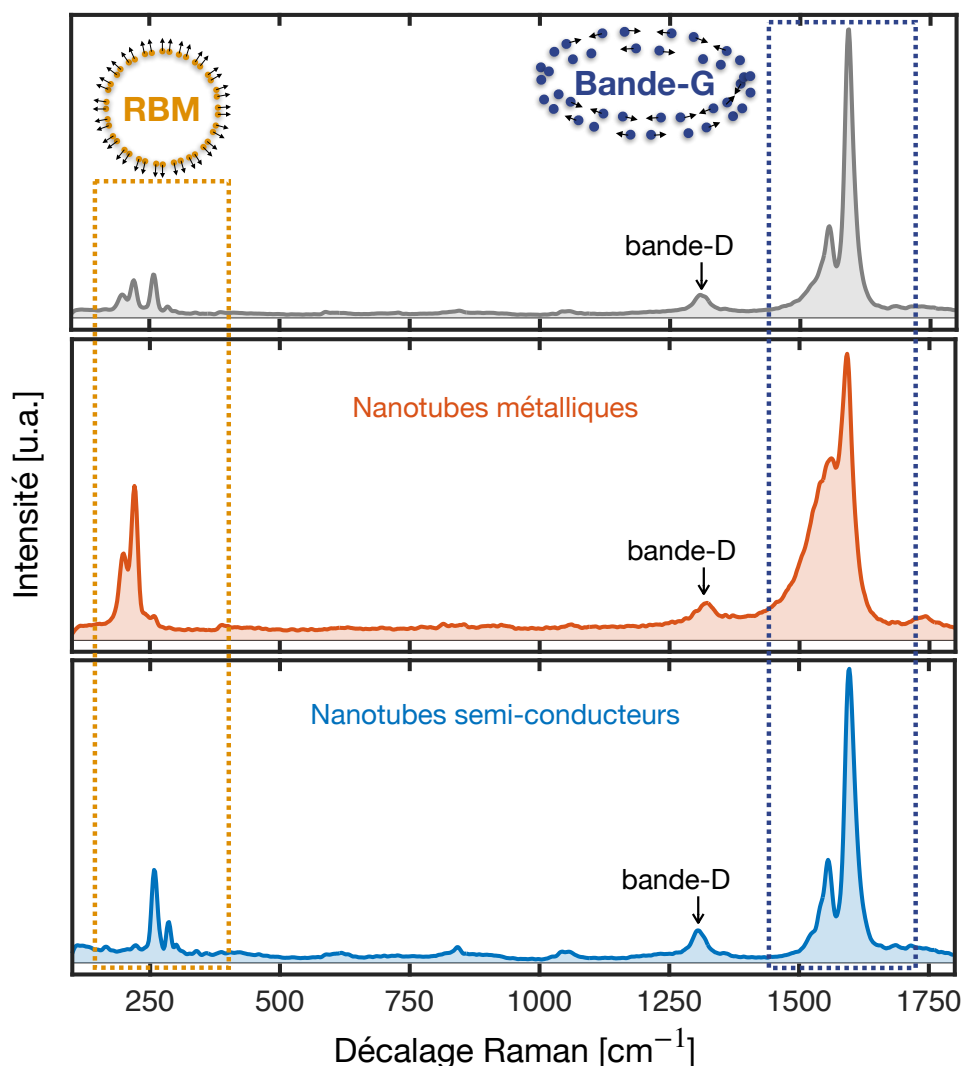 RBM
Bande-G
bande-D
Nanotubes métalliques
bande-D
Nanotubes semi-conducteurs
bande-D
Intensité [u.a.]
250 500 750 1000 1250 1500 1750
Décalage Raman [cm⁻¹]